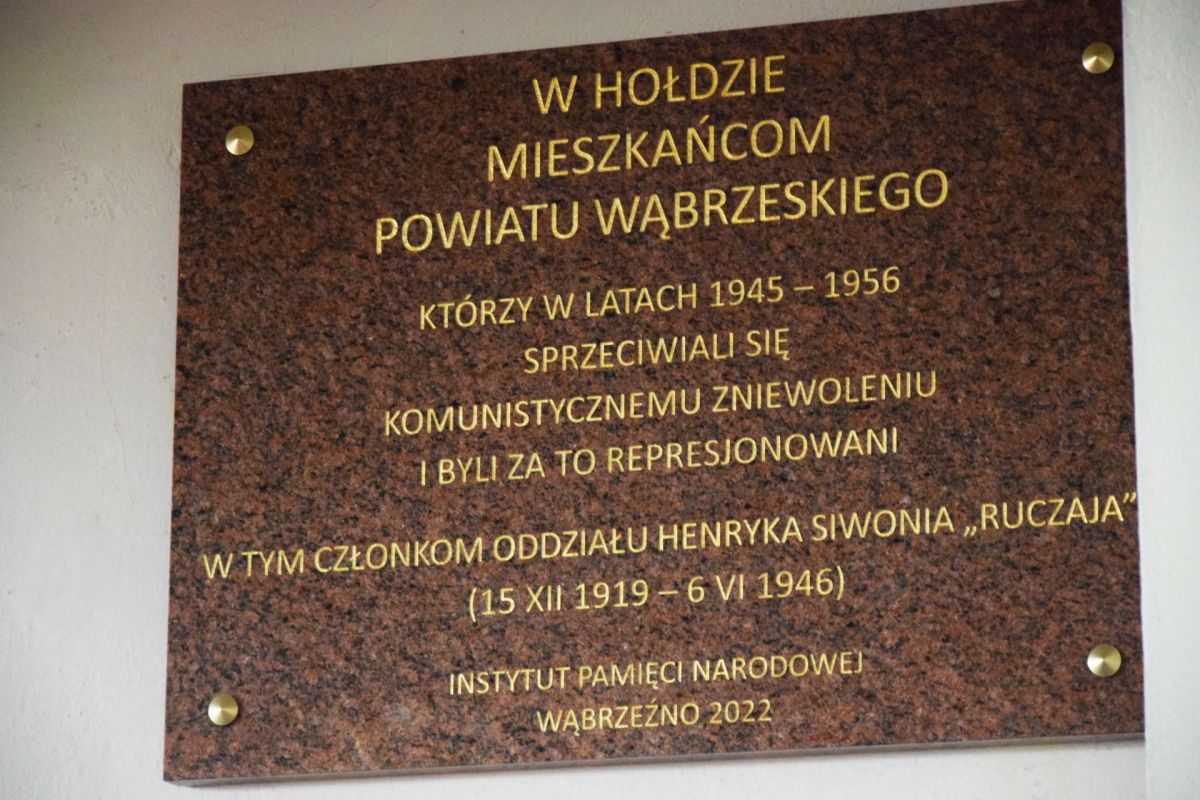 W HOŁDZIE
MIESZKAŃCOM
POWIATU WĄBRZESKIEGO
KTÓRZY W LATACH 1945 – 1956
SPRZECIWIALI SIĘ
KOMUNISTYCZNEMU ZNIEWOLENIU
I BYLI ZA TO REPRESJONOWANI
W TYM CZŁONKOM ODDZIAŁU HENRYKA SIWONIA „RUCZAJA”
(15 XII 1919 – 6 VI 1946)
INSTYTUT PAMIĘCI NARODOWEJ
WĄBRZEŹNO 2022